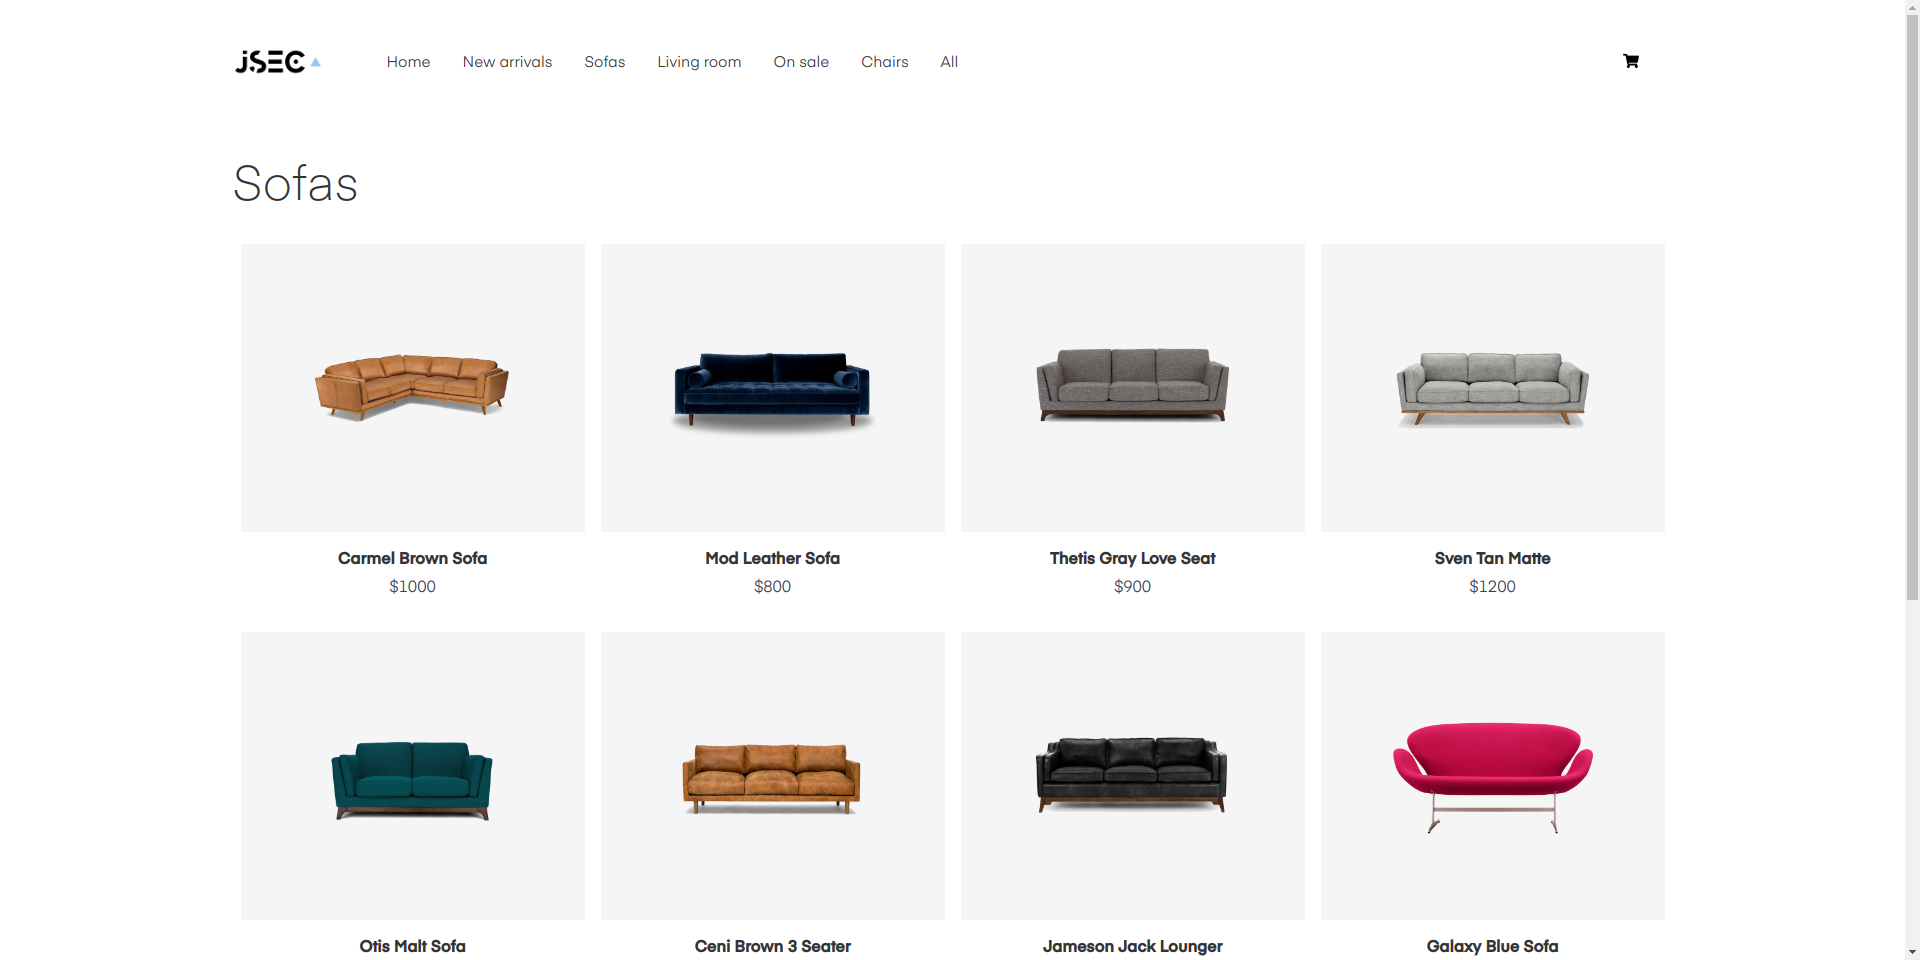 JSEC
Home New arrivals Sofas Living room On sale Chairs All
Sofas
Carmel Brown Sofa Mod Leather Sofa Thetis Gray Love Seat Sven Tan Matte
$1000 $800 $900 $1200
Otis Malt Sofa Ceni Brown 3 Seater Jameson Jack Lounger Galaxy Blue Sofa